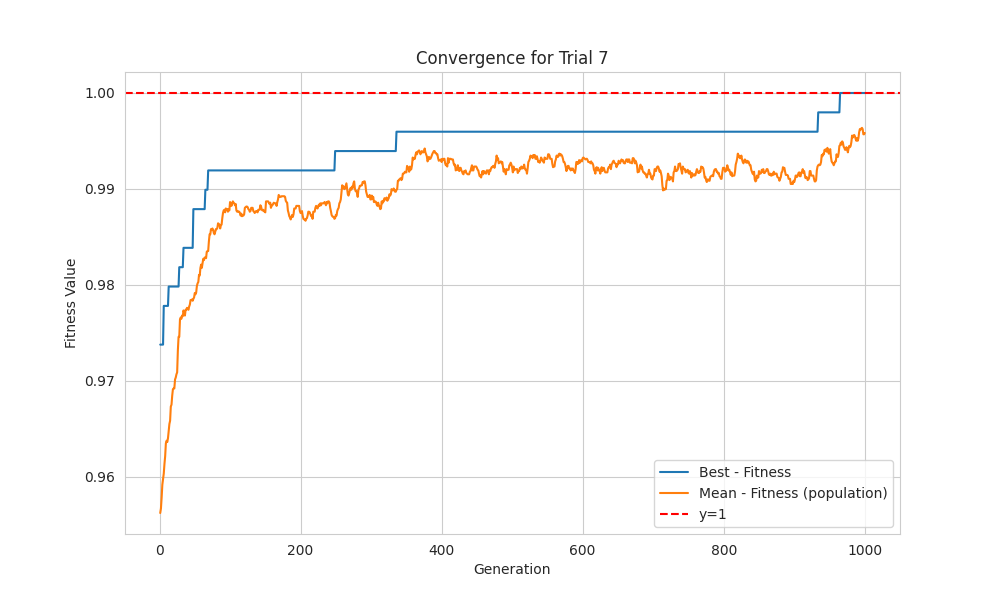 Convergence for Trial 7
Fitness Value
1.00
0.99
0.98
0.97
0.96
0
200
400
600
800
1000
Generation
Best - Fitness
Mean - Fitness (population)
y=1